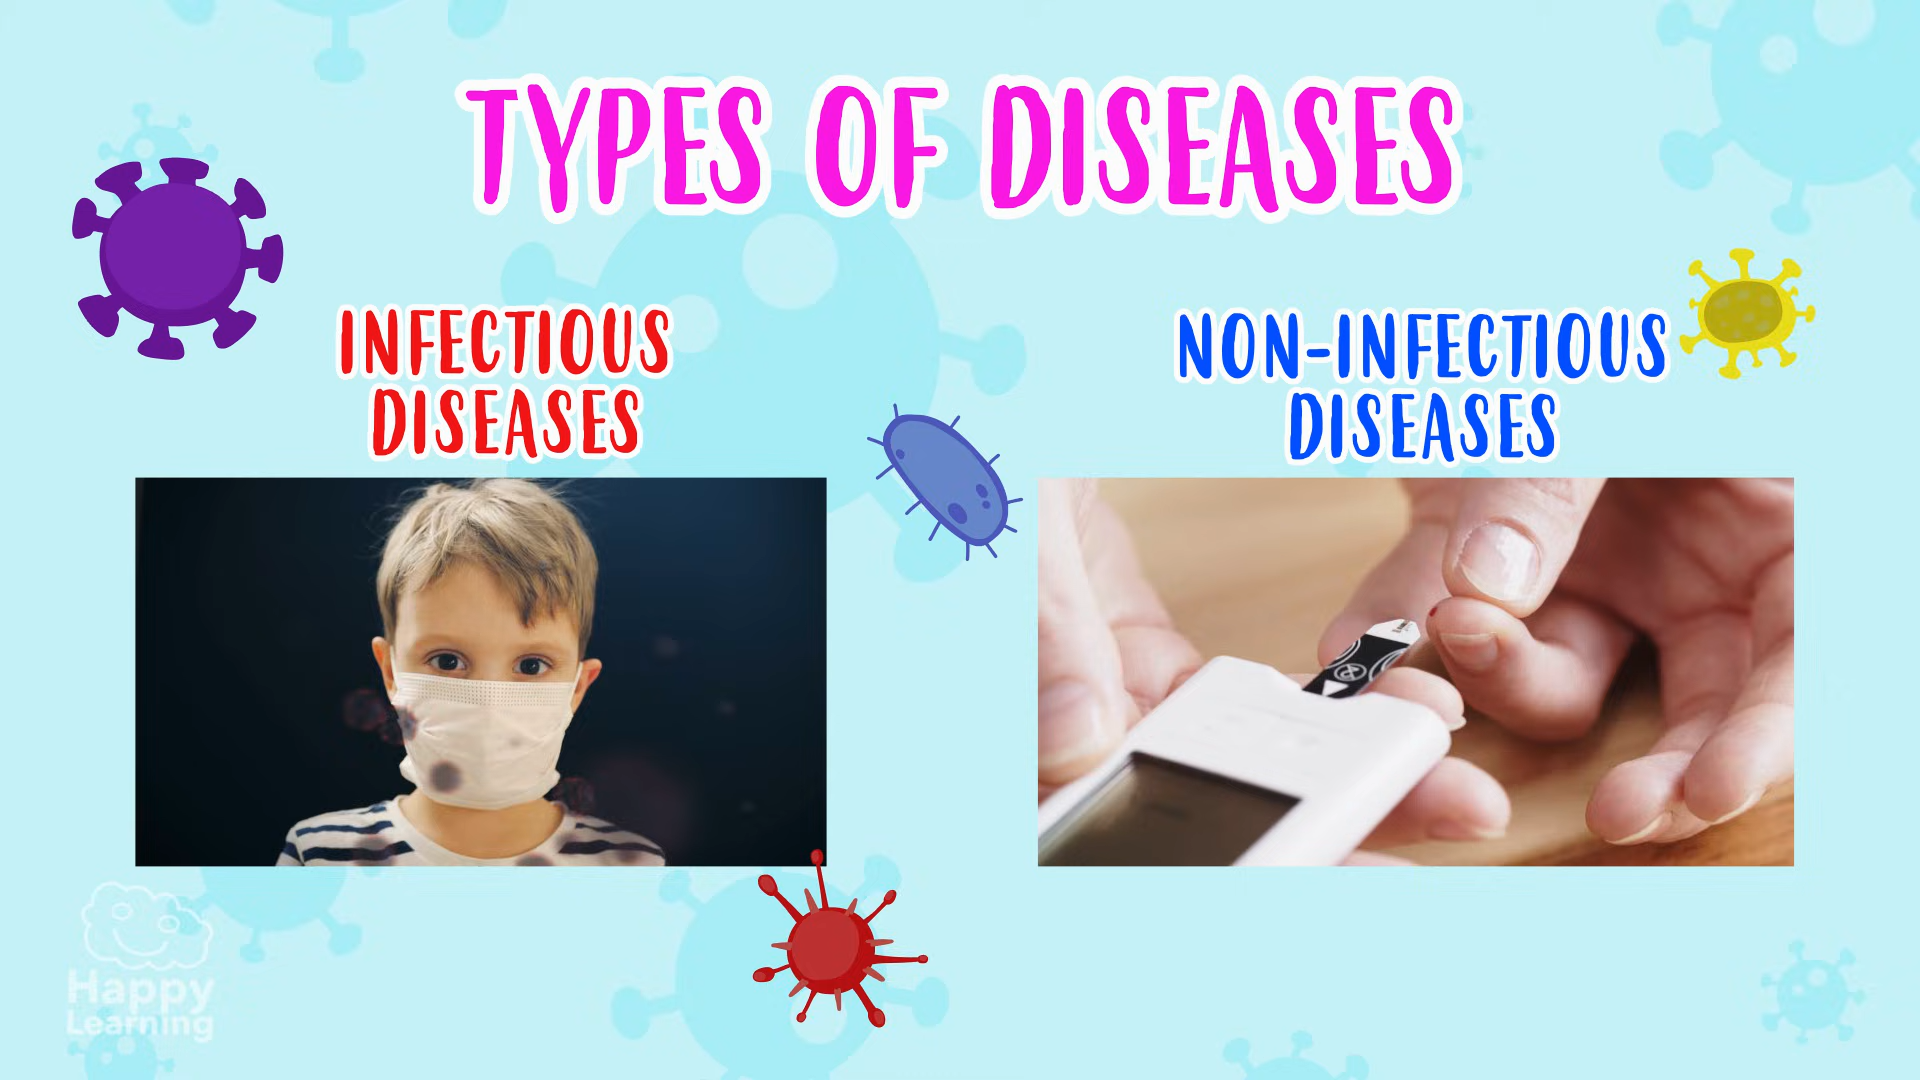 TYPES OF DISEASES
INFECTIOUS
DISEASES
NON-INFECTIOUS
DISEASES
Happy
Learning